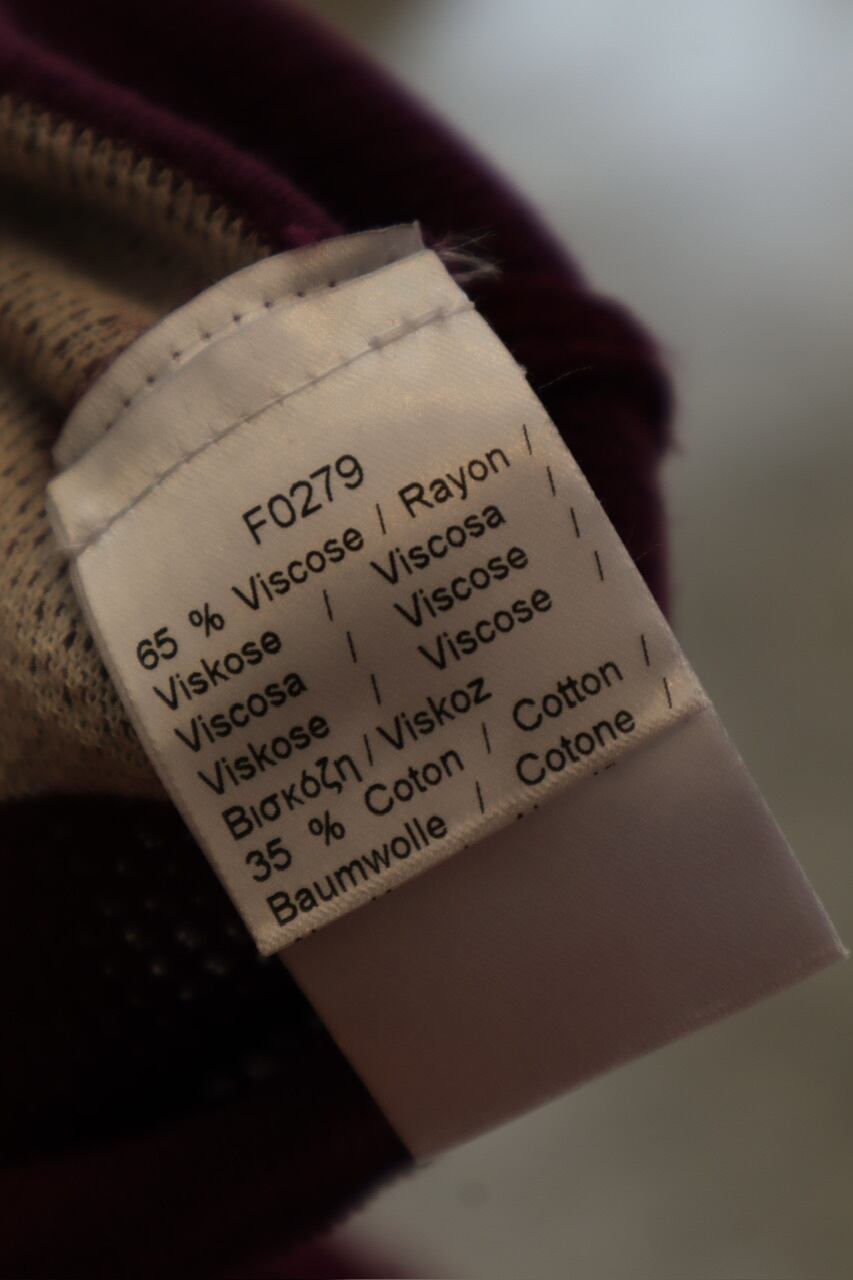 F0279
65 % Viscose / Rayon /
Viskose / Viscosa /
Viscosa / Viscose /
Viskose / Viscose /
Βισκόζη / Viskoz
35 % Coton / Cotton /
Baumwolle / Cotone /